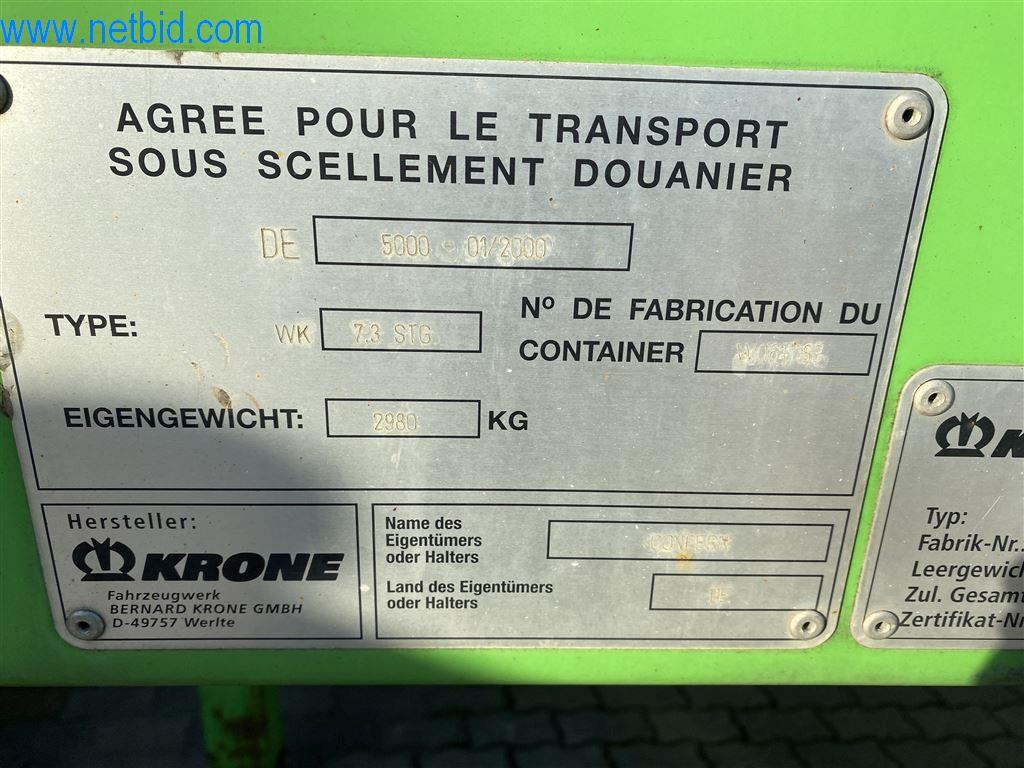 www.netbid.com
AGREE POUR LE TRANSPORT
SOUS SCELLEMENT DOUANIER
DE 5000 - 01/2000
TYPE: WK 7.3 STG
Nº DE FABRICATION DU
CONTAINER
EIGENGEWICHT: 2980 KG
Hersteller:
KRONE
Fahrzeugwerk
BERNARD KRONE GMBH
D-49757 Werlte
Name des
Eigentümers
oder Halters
Land des Eigentümers
oder Halters
DE
Typ:
Fabrik-Nr.
Leergewich
Zul. Gesamt
Zertifikat-Nr